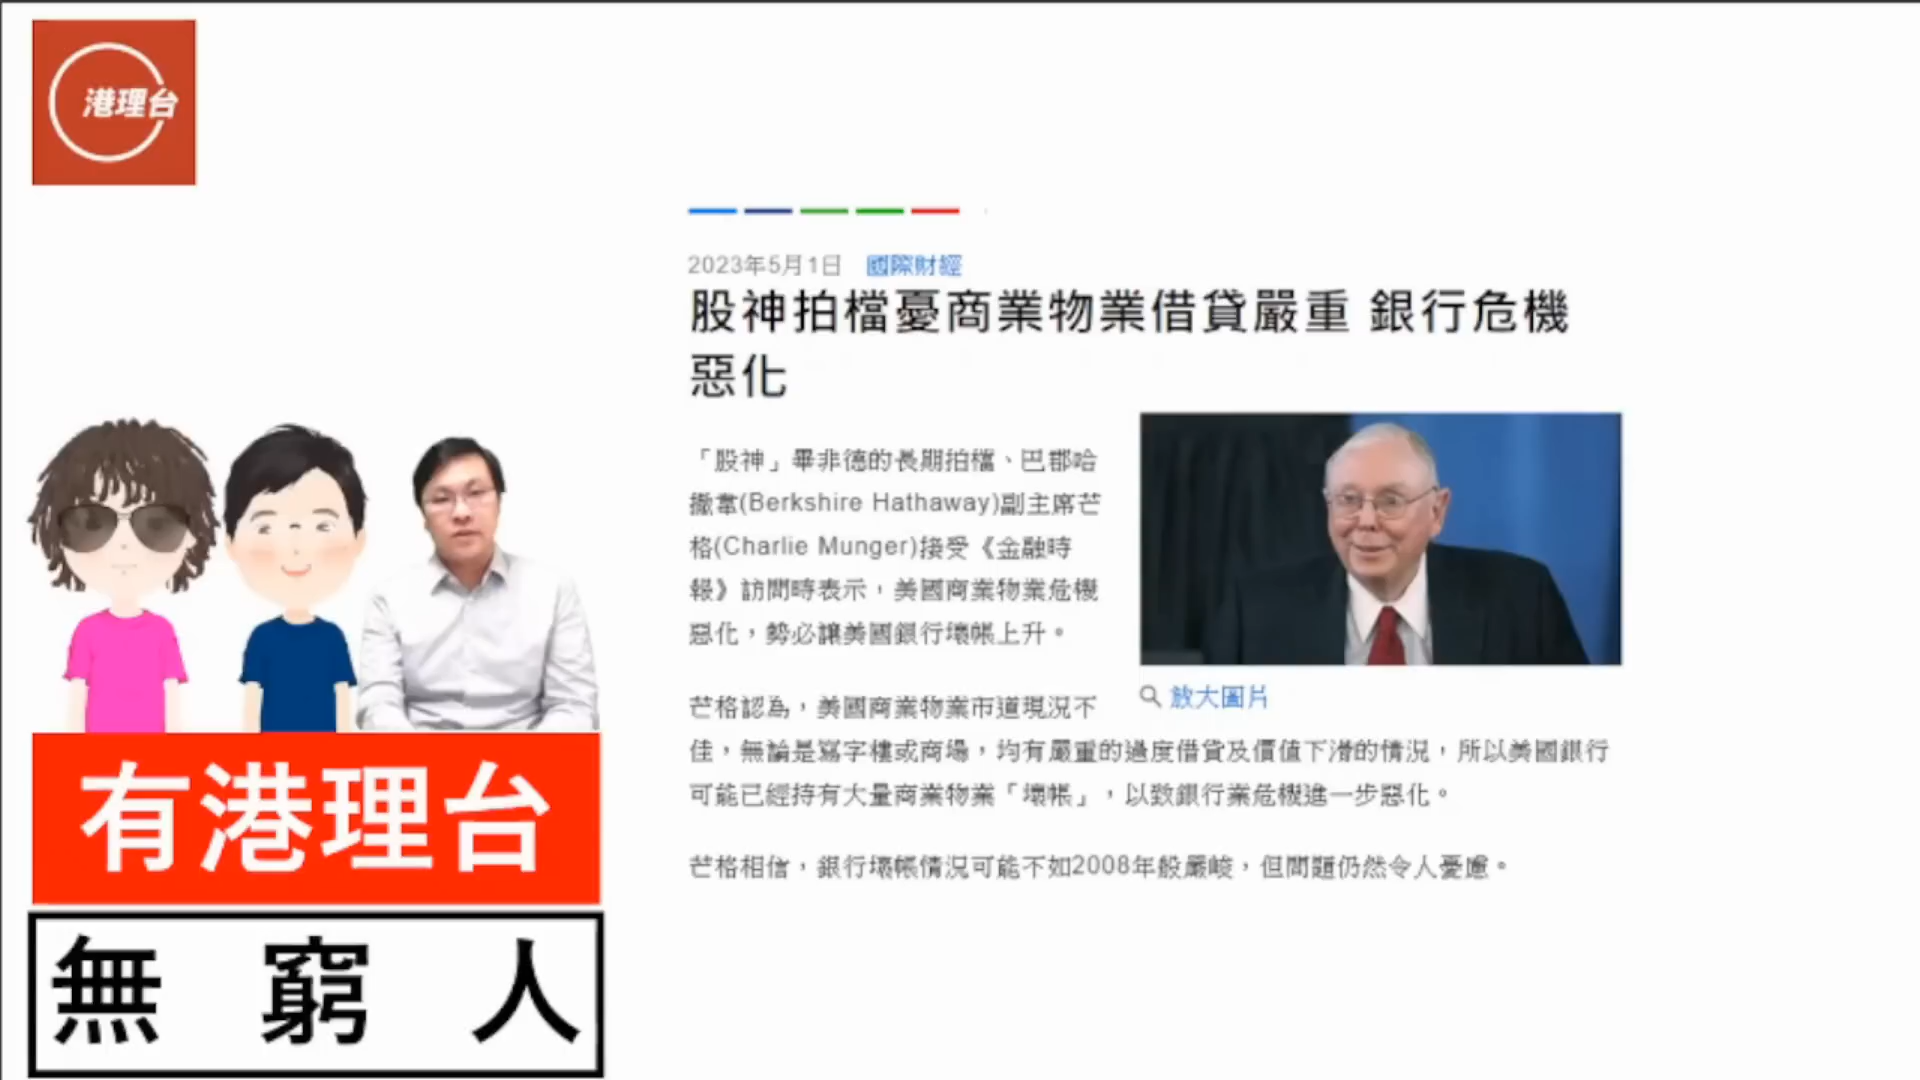 港理台
2023年5月1日 國際財經
股神拍檔憂商業物業借貸嚴重 銀行危機
惡化
「股神」畢非德的長期拍檔、巴郡哈
撒韋(Berkshire Hathaway)副主席芒
格(Charlie Munger)接受《金融時
報》訪問時表示，美國商業物業危機
惡化，勢必讓美國銀行壞帳上升。
放大圖片
芒格認為，美國商業物業市道現況不
佳，無論是寫字樓或商場，均有嚴重的過度借貸及價值下滑的情況，所以美國銀行
可能已經持有大量商業物業「壞帳」，以致銀行業危機進一步惡化。
芒格相信，銀行壞帳情況可能不如2008年般嚴峻，但問題仍然令人憂慮。
有港理台
無窮人